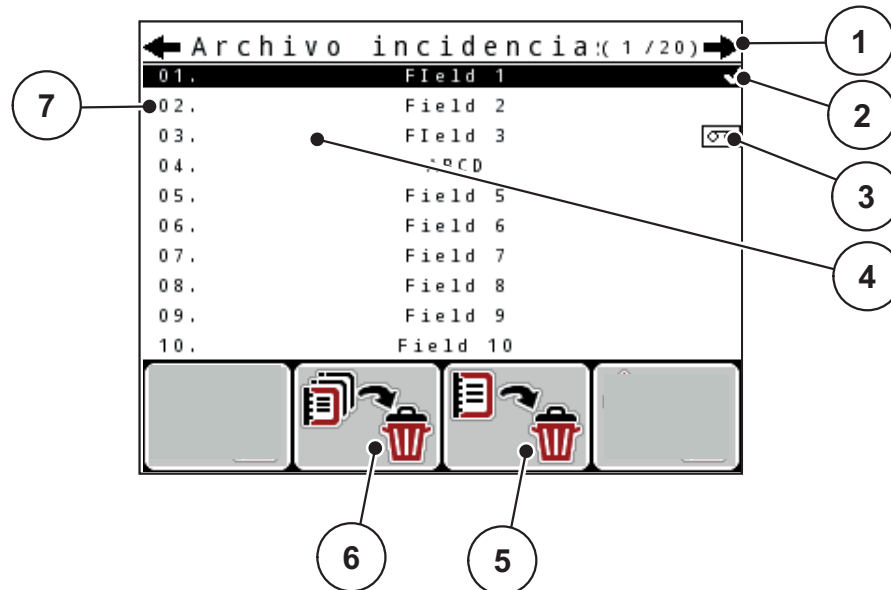 Archivo incidencias (1/20)
01. FIeld 1
02. Field 2
03. FIeld 3
04. ABCD
05. Field 5
06. Field 6
07. Field 7
08. Field 8
09. Field 9
10. Field 10
1
2
3
4
5
6
7